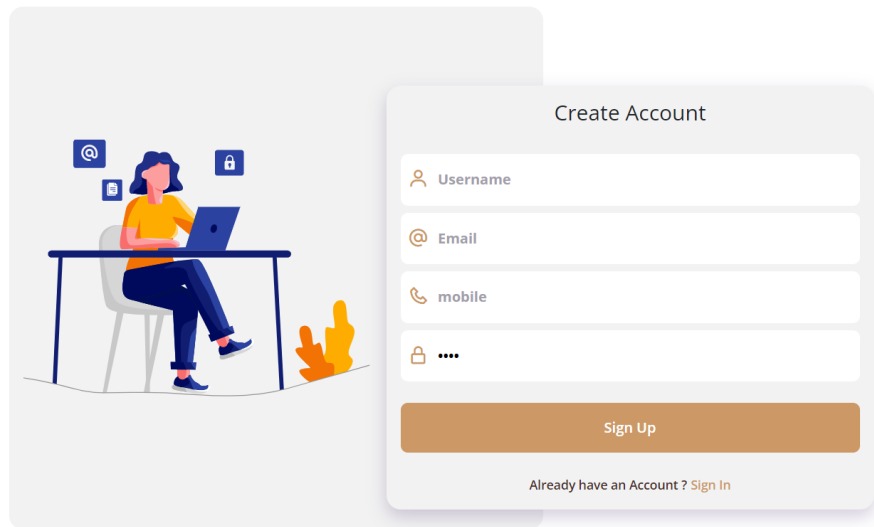 Create Account
Username
Email
mobile
••••
Sign Up
Already have an Account ? Sign In